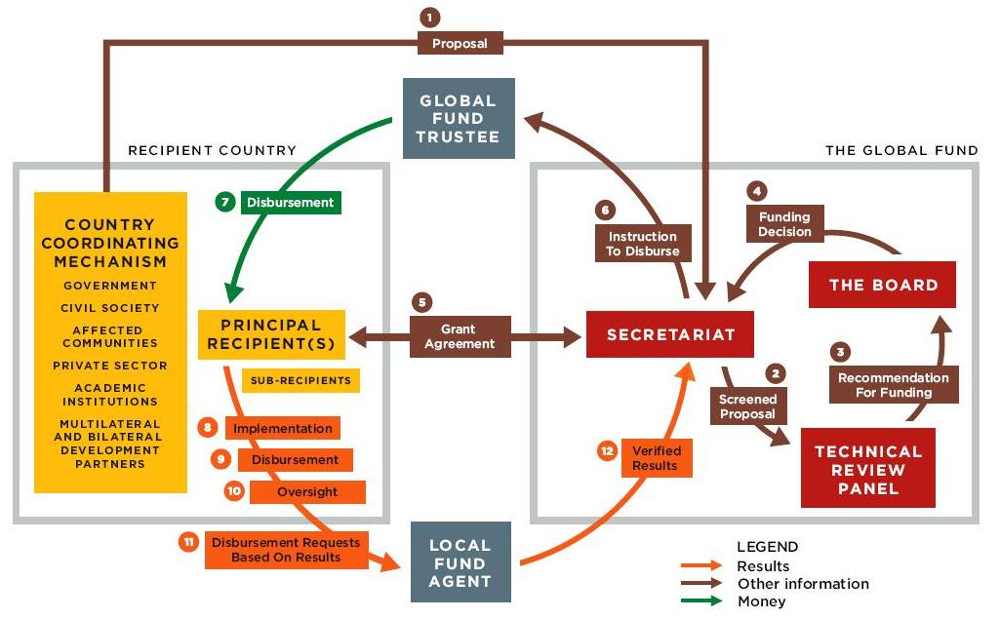 1
Proposal
GLOBAL
FUND
TRUSTEE
RECIPIENT COUNTRY
THE GLOBAL FUND
COUNTRY
COORDINATING
MECHANISM
GOVERNMENT
CIVIL SOCIETY
AFFECTED
COMMUNITIES
PRIVATE SECTOR
ACADEMIC
INSTITUTIONS
MULTILATERAL
AND BILATERAL
DEVELOPMENT
PARTNERS
7 Disbursement
6
Instruction
To Disburse
4
Funding
Decision
THE BOARD
PRINCIPAL
RECIPIENT(S)
SUB-RECIPIENTS
5
Grant
Agreement
SECRETARIAT
2
Screened
Proposal
3
Recommendation
For Funding
TECHNICAL
REVIEW
PANEL
8 Implementation
9 Disbursement
10 Oversight
11 Disbursement Requests
Based On Results
12 Verified
Results
LOCAL
FUND
AGENT
LEGEND
Results
Other information
Money